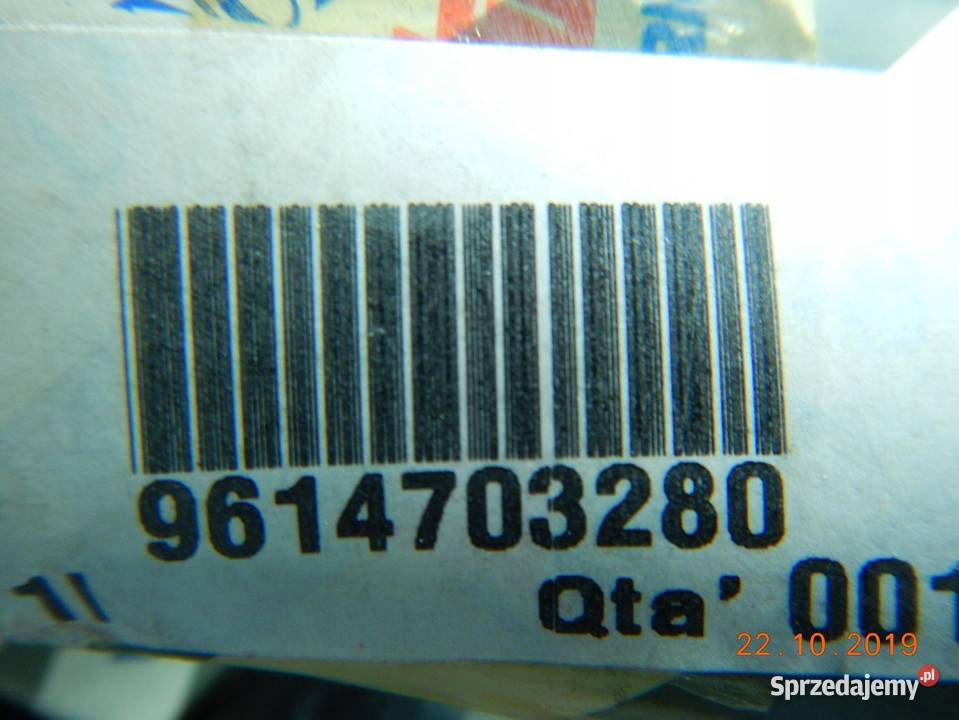 9614703280
Qta' 001
22.10.2019
Sprzedajemy.pl